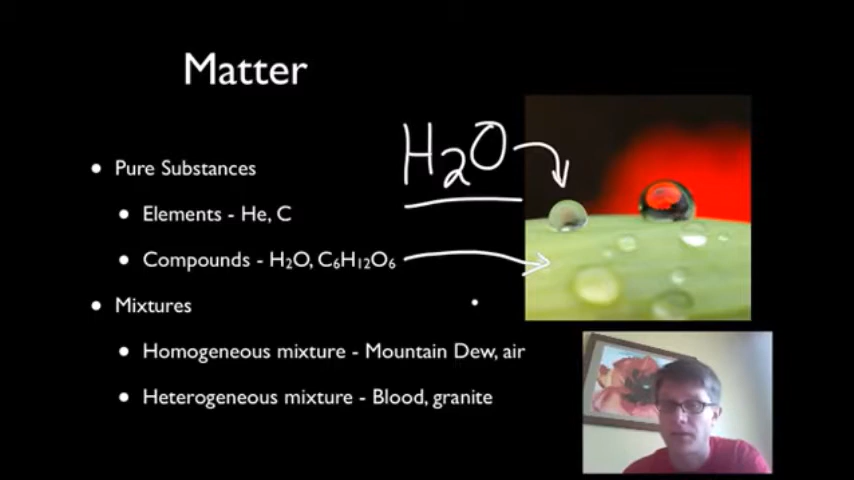 Matter
H₂O
• Pure Substances
• Elements - He, C
• Compounds - H₂O, C₆H₁₂O₆
• Mixtures
• Homogeneous mixture - Mountain Dew, air
• Heterogeneous mixture - Blood, granite